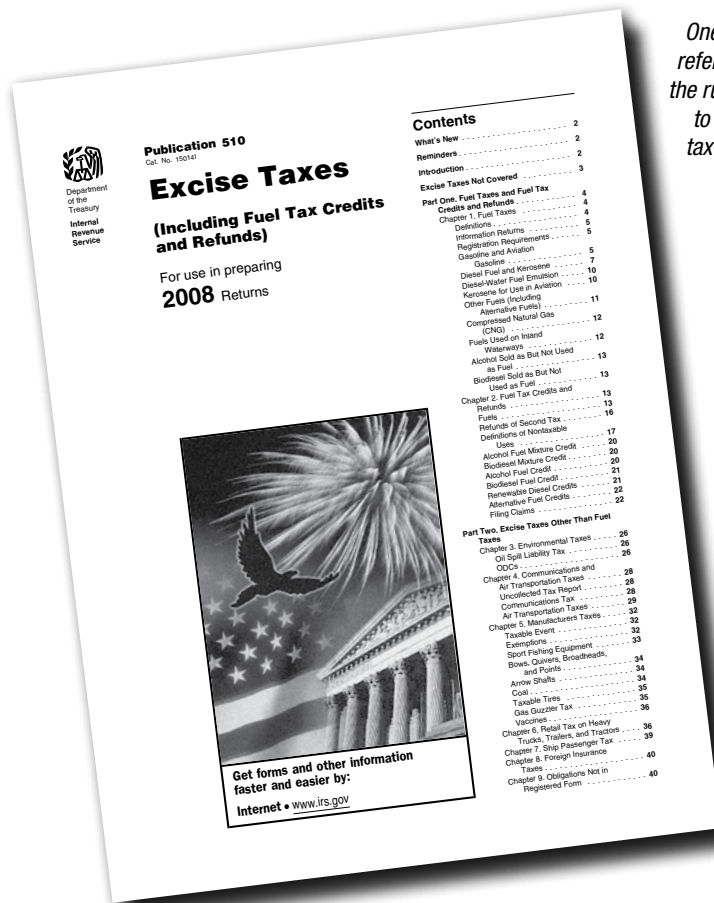 Department
of the
Treasury
Internal
Revenue
Service
Publication 510
Cat. No. 15014I
Excise Taxes
(Including Fuel Tax Credits
and Refunds)
For use in preparing
2008 Returns
Get forms and other information
faster and easier by:
Internet • www.irs.gov
Contents
What's New . . . . . . . . . . . . . . . . . . . . . 2
Reminders . . . . . . . . . . . . . . . . . . . . . . 2
Introduction . . . . . . . . . . . . . . . . . . . . . 2
Excise Taxes Not Covered . . . . . . . . . . 3
Part One. Fuel Taxes and Fuel Tax
Credits and Refunds . . . . . . . . . . . . . 4
Chapter 1. Fuel Taxes . . . . . . . . . . . 4
Definitions . . . . . . . . . . . . . . . . . . . 4
Information Returns . . . . . . . . . . . 5
Registration Requirements . . . . . . 5
Gasoline and Aviation
Gasoline . . . . . . . . . . . . . . . . . . 5
Diesel Fuel and Kerosene . . . . . . . 7
Diesel-Water Fuel Emulsion . . . . . 10
Kerosene for Use in Aviation . . . . 10
Other Fuels (Including
Alternative Fuels) . . . . . . . . . . 11
Compressed Natural Gas
(CNG) . . . . . . . . . . . . . . . . . . . 12
Fuels Used on Inland
Waterways . . . . . . . . . . . . . . . 12
Alcohol Sold as But Not Used
as Fuel . . . . . . . . . . . . . . . . . . 13
Biodiesel Sold as But Not
Used as Fuel . . . . . . . . . . . . . . 13
Chapter 2. Fuel Tax Credits and
Refunds . . . . . . . . . . . . . . . . . . . 13
Fuels . . . . . . . . . . . . . . . . . . . . . . 13
Refunds of Second Tax . . . . . . . . 16
Definitions of Nontaxable
Uses . . . . . . . . . . . . . . . . . . . . 17
Alcohol Fuel Mixture Credit . . . . . 20
Biodiesel Mixture Credit . . . . . . . 20
Alcohol Fuel Credit . . . . . . . . . . . 20
Biodiesel Fuel Credit . . . . . . . . . . 21
Renewable Diesel Credits . . . . . . 21
Alternative Fuel Credits . . . . . . . . 22
Filing Claims . . . . . . . . . . . . . . . . 22
Part Two. Excise Taxes Other Than Fuel
Taxes
Chapter 3. Environmental Taxes . . . . . 26
Oil Spill Liability Tax . . . . . . . . . . 26
ODCs . . . . . . . . . . . . . . . . . . . . . 26
Chapter 4. Communications and
Air Transportation Taxes . . . . . . . 28
Uncollected Tax Report . . . . . . . . 28
Communications Tax . . . . . . . . . . 28
Air Transportation Taxes . . . . . . . 29
Chapter 5. Manufacturers Taxes . . . . 32
Taxable Event . . . . . . . . . . . . . . . 32
Exemptions . . . . . . . . . . . . . . . . . 32
Sport Fishing Equipment . . . . . . . 33
Bows, Quivers, Broadheads,
and Points . . . . . . . . . . . . . . . . 34
Arrow Shafts . . . . . . . . . . . . . . . . 34
Coal . . . . . . . . . . . . . . . . . . . . . . 34
Taxable Tires . . . . . . . . . . . . . . . 35
Gas Guzzler Tax . . . . . . . . . . . . . 35
Vaccines . . . . . . . . . . . . . . . . . . . 36
Chapter 6. Retail Tax on Heavy
Trucks, Trailers, and Tractors . . . . 36
Chapter 7. Ship Passenger Tax . . . . . 39
Chapter 8. Foreign Insurance
Taxes . . . . . . . . . . . . . . . . . . . . . 40
Chapter 9. Obligations Not in
Registered Form . . . . . . . . . . . . . 40
One
refer
the ru
to
tax